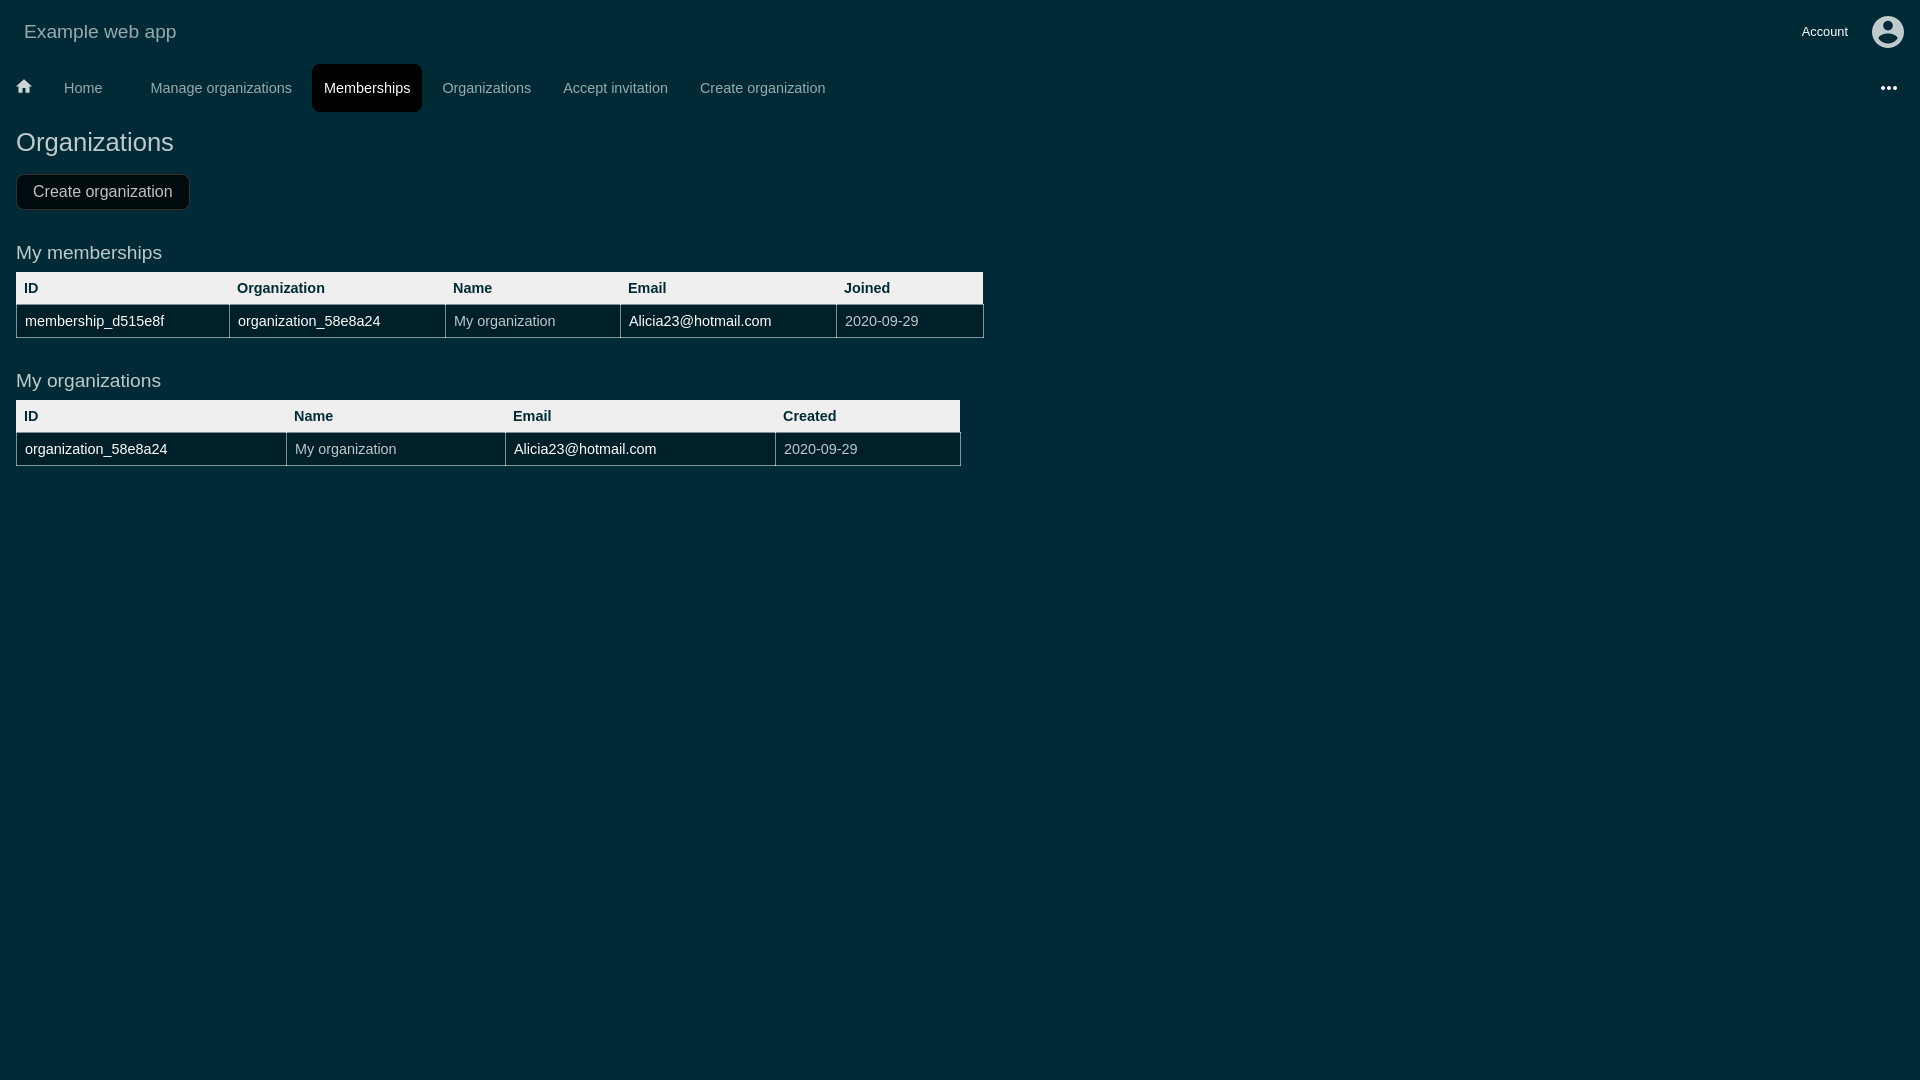 Example web app
Account
Home
Manage organizations
Memberships
Organizations
Accept invitation
Create organization
Organizations
Create organization
My memberships
ID Organization Name Email Joined
membership_d515e8f organization_58e8a24 My organization Alicia23@hotmail.com 2020-09-29
My organizations
ID Name Email Created
organization_58e8a24 My organization Alicia23@hotmail.com 2020-09-29